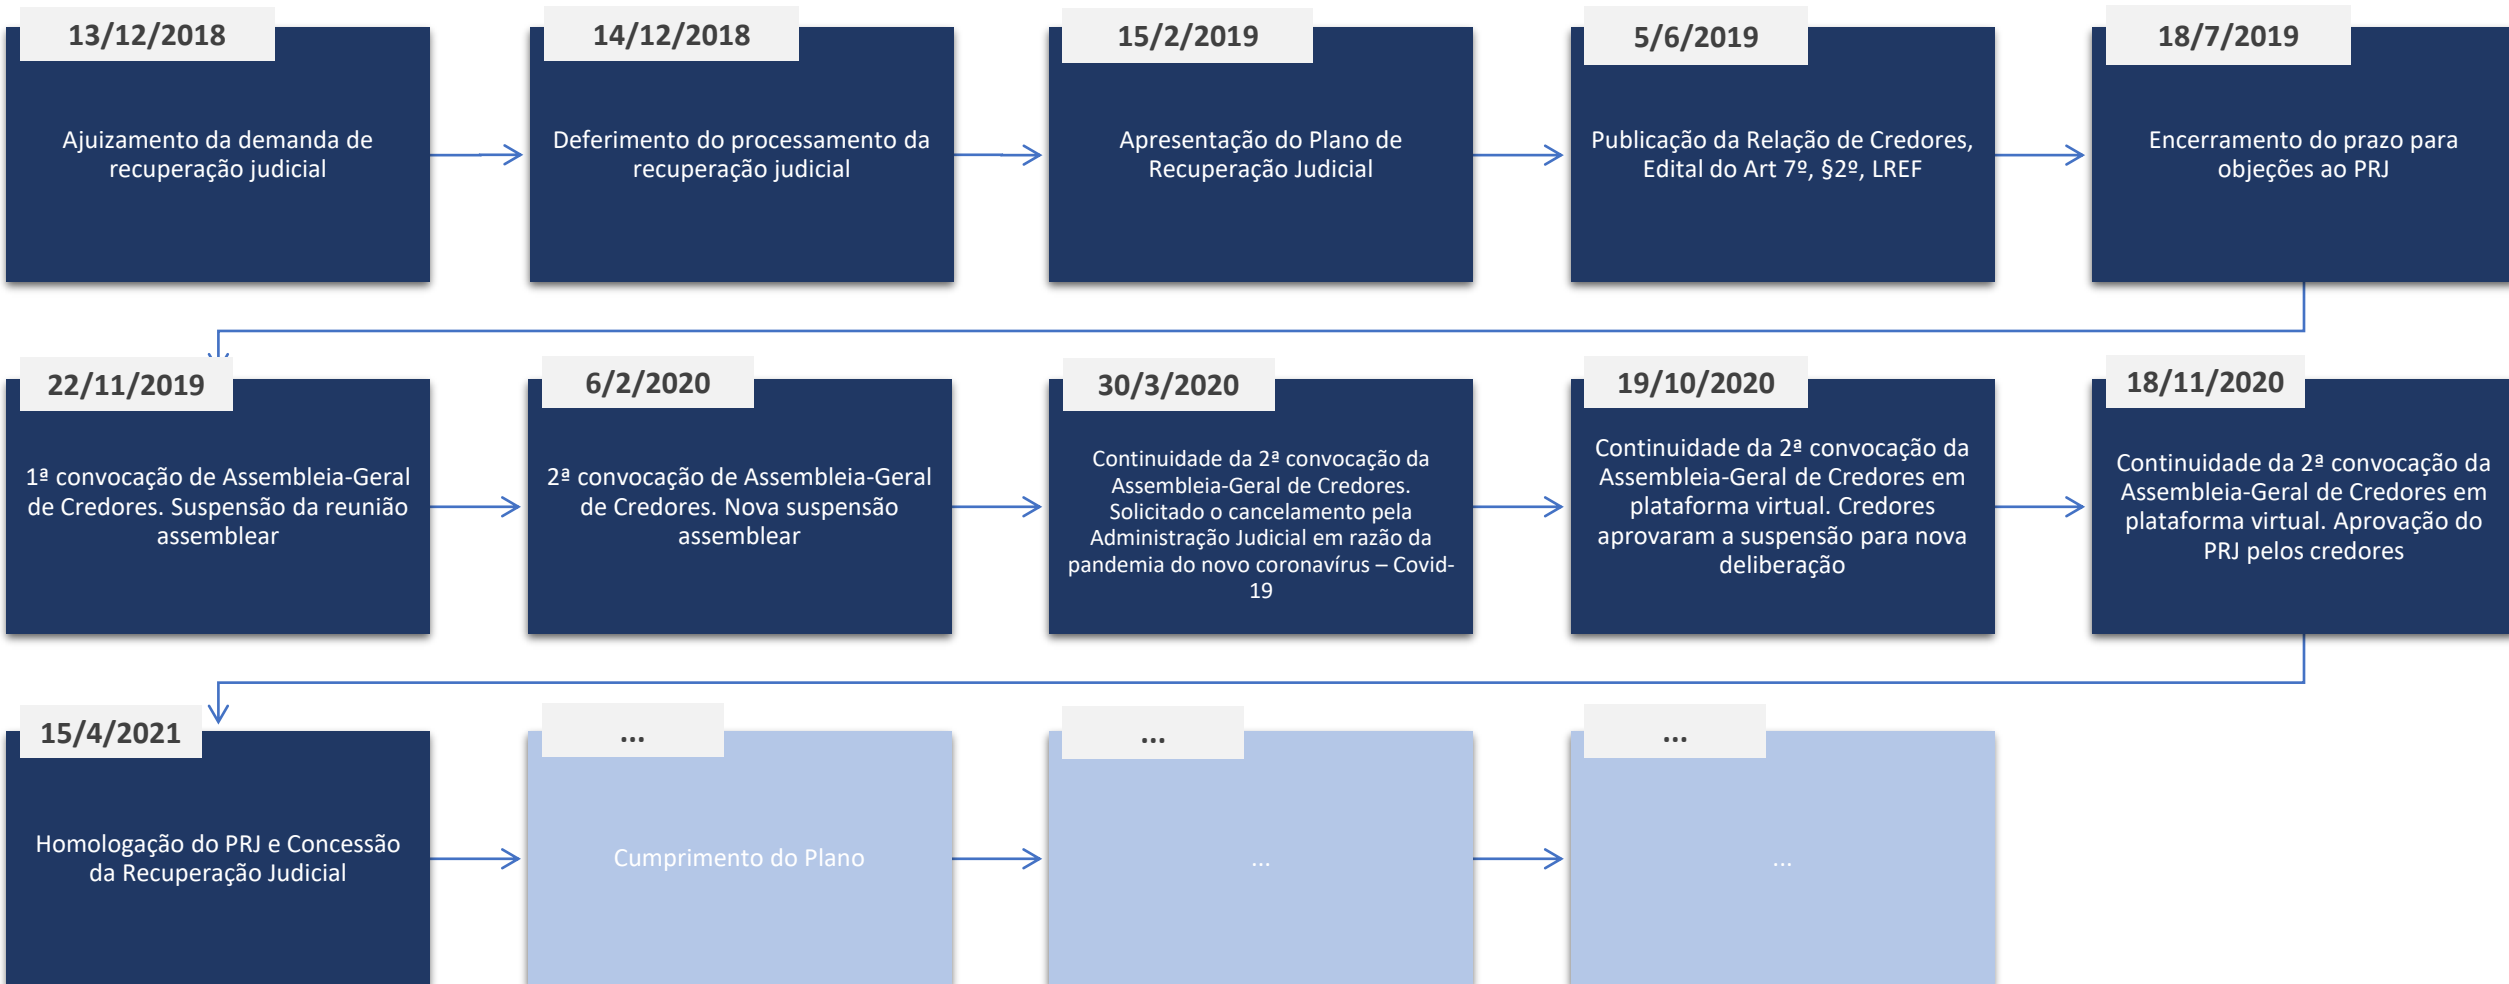 13/12/2018
Ajuizamento da demanda de
recuperação judicial
14/12/2018
Deferimento do processamento da
recuperação judicial
15/2/2019
Apresentação do Plano de
Recuperação Judicial
5/6/2019
Publicação da Relação de Credores,
Edital do Art 7º, §2º, LREF
18/7/2019
Encerramento do prazo para
objeções ao PRJ
22/11/2019
1ª convocação de Assembleia-Geral
de Credores. Suspensão da reunião
assemblear
6/2/2020
2ª convocação de Assembleia-Geral
de Credores. Nova suspensão
assemblear
30/3/2020
Continuidade da 2ª convocação da
Assembleia-Geral de Credores.
Solicitado o cancelamento pela
Administração Judicial em razão da
pandemia do novo coronavírus – Covid-
19
19/10/2020
Continuidade da 2ª convocação da
Assembleia-Geral de Credores em
plataforma virtual. Credores
aprovaram a suspensão para nova
deliberação
18/11/2020
Continuidade da 2ª convocação da
Assembleia-Geral de Credores em
plataforma virtual. Aprovação do
PRJ pelos credores
15/4/2021
Homologação do PRJ e Concessão
da Recuperação Judicial
...
Cumprimento do Plano
...
...
...
...